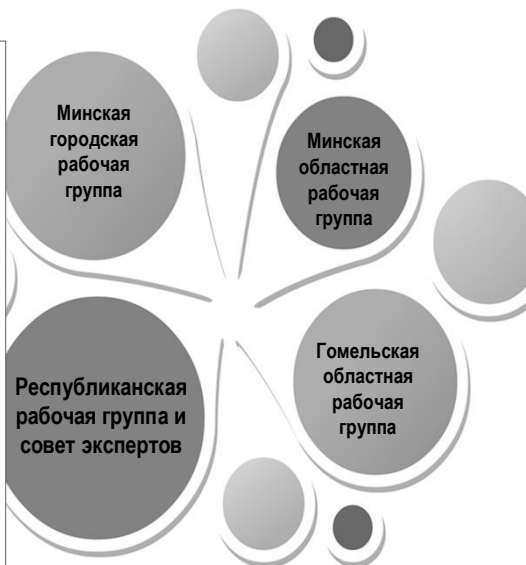 Минская
городская
рабочая
группа
Минская
областная
рабочая
группа
Республиканская
рабочая группа и
совет экспертов
Гомельская
областная
рабочая
группа